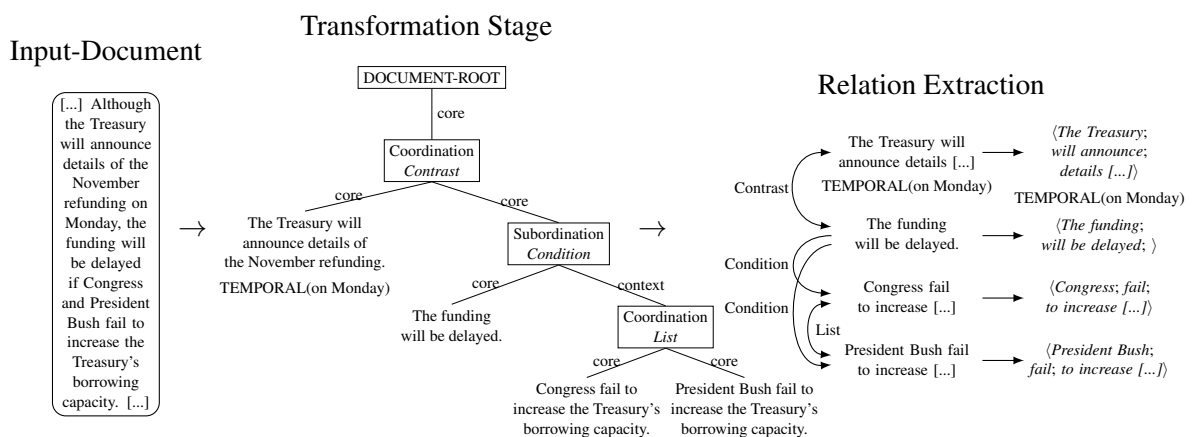 Input-Document
[...] Although
the Treasury
will announce
details of the
November
refunding on
Monday, the
funding will
be delayed
if Congress
and President
Bush fail to
increase the
Treasury's
borrowing
capacity. [...]
→
Transformation Stage
DOCUMENT-ROOT
core
Coordination
Contrast
core
core
The Treasury will
announce details of
the November refunding.
TEMPORAL(on Monday)
Subordination
Condition
core
context
The funding
will be delayed.
Coordination
List
core
core
Congress fail to
increase the Treasury's
borrowing capacity.
President Bush fail to
increase the Treasury's
borrowing capacity.
→
Relation Extraction
Contrast
Condition
Condition
List
The Treasury will
announce details [...]
TEMPORAL(on Monday)
⟨The Treasury;
will announce;
details [...]⟩
TEMPORAL(on Monday)
The funding
will be delayed.
⟨The funding;
will be delayed; ⟩
Congress fail
to increase [...]
⟨Congress; fail;
to increase [...]⟩
President Bush fail
to increase [...]
⟨President Bush;
fail; to increase [...]⟩